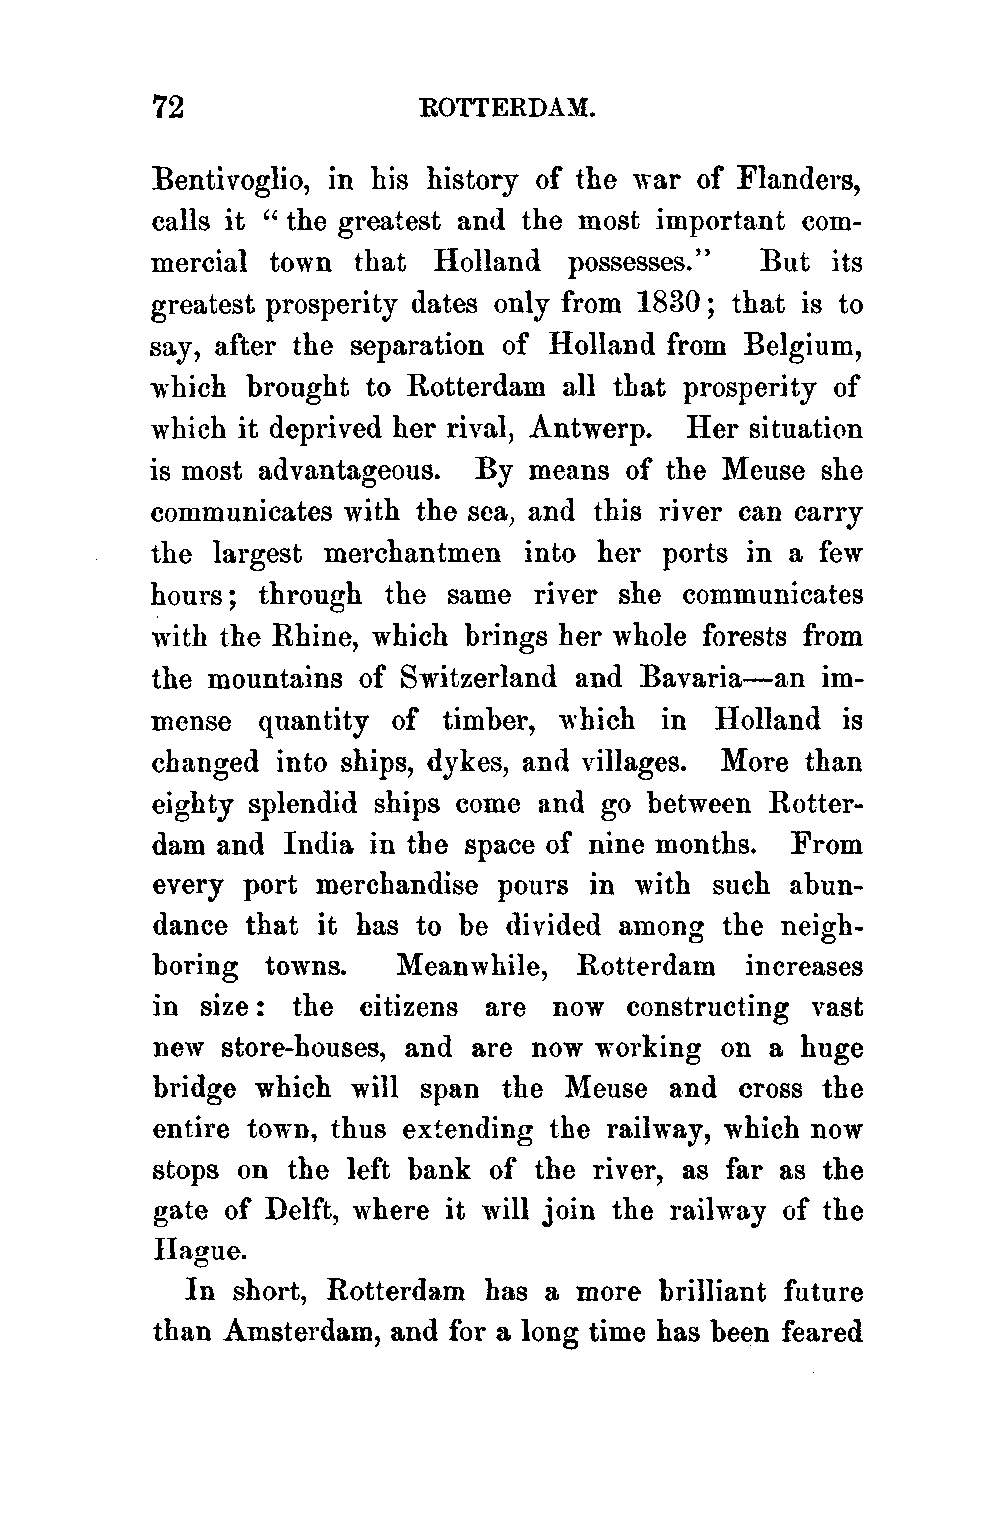 72 ROTTERDAM.
Bentivoglio, in his history of the war of Flanders,
calls it “ the greatest and the most important com-
mercial town that Holland possesses.” But its
greatest prosperity dates only from 1830; that is to
say, after the separation of Holland from Belgium,
which brought to Rotterdam all that prosperity of
which it deprived her rival, Antwerp. Her situation
is most advantageous. By means of the Meuse she
communicates with the sea, and this river can carry
the largest merchantmen into her ports in a few
hours; through the same river she communicates
with the Rhine, which brings her whole forests from
the mountains of Switzerland and Bavaria—an im-
mense quantity of timber, which in Holland is
changed into ships, dykes, and villages. More than
eighty splendid ships come and go between Rotter-
dam and India in the space of nine months. From
every port merchandise pours in with such abun-
dance that it has to be divided among the neigh-
boring towns. Meanwhile, Rotterdam increases
in size: the citizens are now constructing vast
new store-houses, and are now working on a huge
bridge which will span the Meuse and cross the
entire town, thus extending the railway, which now
stops on the left bank of the river, as far as the
gate of Delft, where it will join the railway of the
Hague.
In short, Rotterdam has a more brilliant future
than Amsterdam, and for a long time has been feared